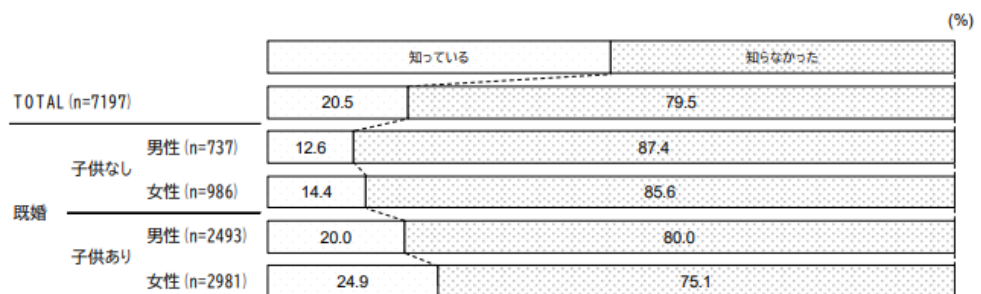 (%)
知っている 知らなかった
TOTAL(n=7197) 20.5 79.5
男性(n=737) 12.6 87.4
子供なし
女性(n=986) 14.4 85.6
既婚
男性(n=2493) 20.0 80.0
子供あり
女性(n=2981) 24.9 75.1